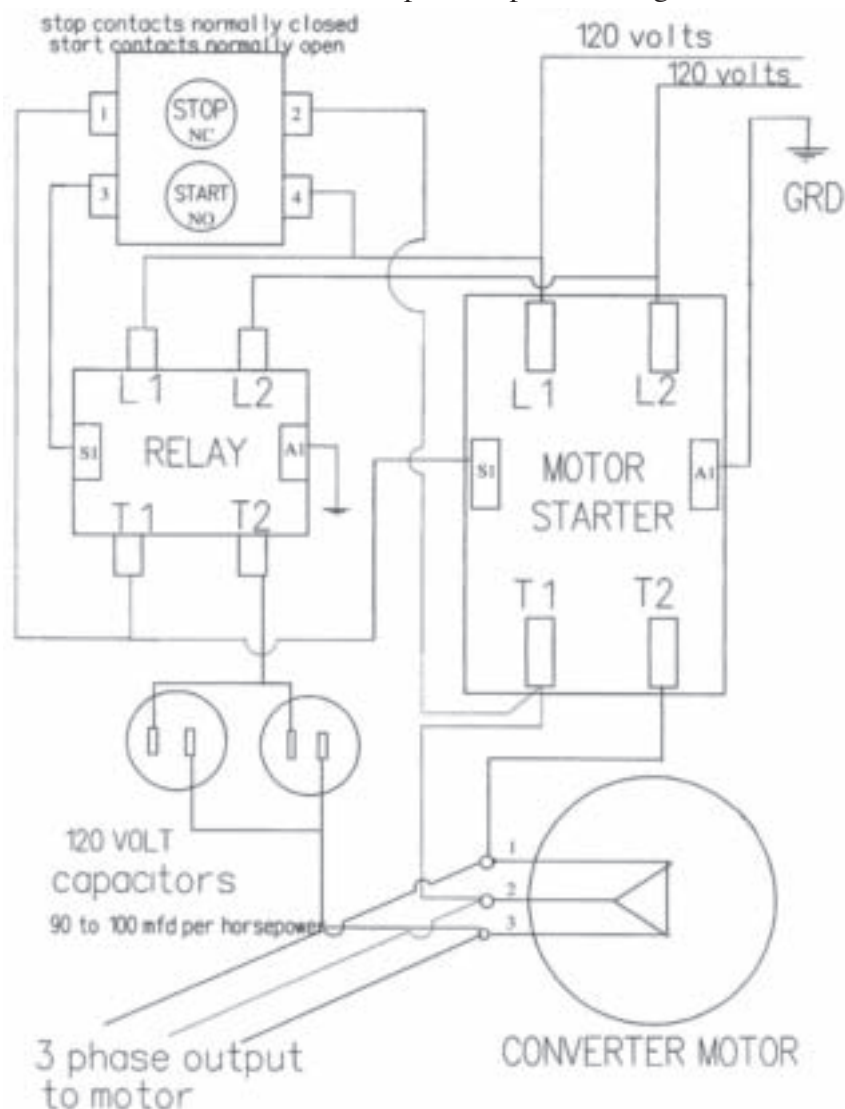 stop contacts normally closed
start contacts normally open
120 volts
120 volts
1
STOP
NC
2
3
START
NO
4
GRD
L1
L2
L1
L2
S1
RELAY
A1
S1
MOTOR
STARTER
A1
T1
T2
T1
T2
120 VOLT
capacitors
90 to 100 mfd per horsepower
1
2
3
3 phase output
to motor
CONVERTER MOTOR